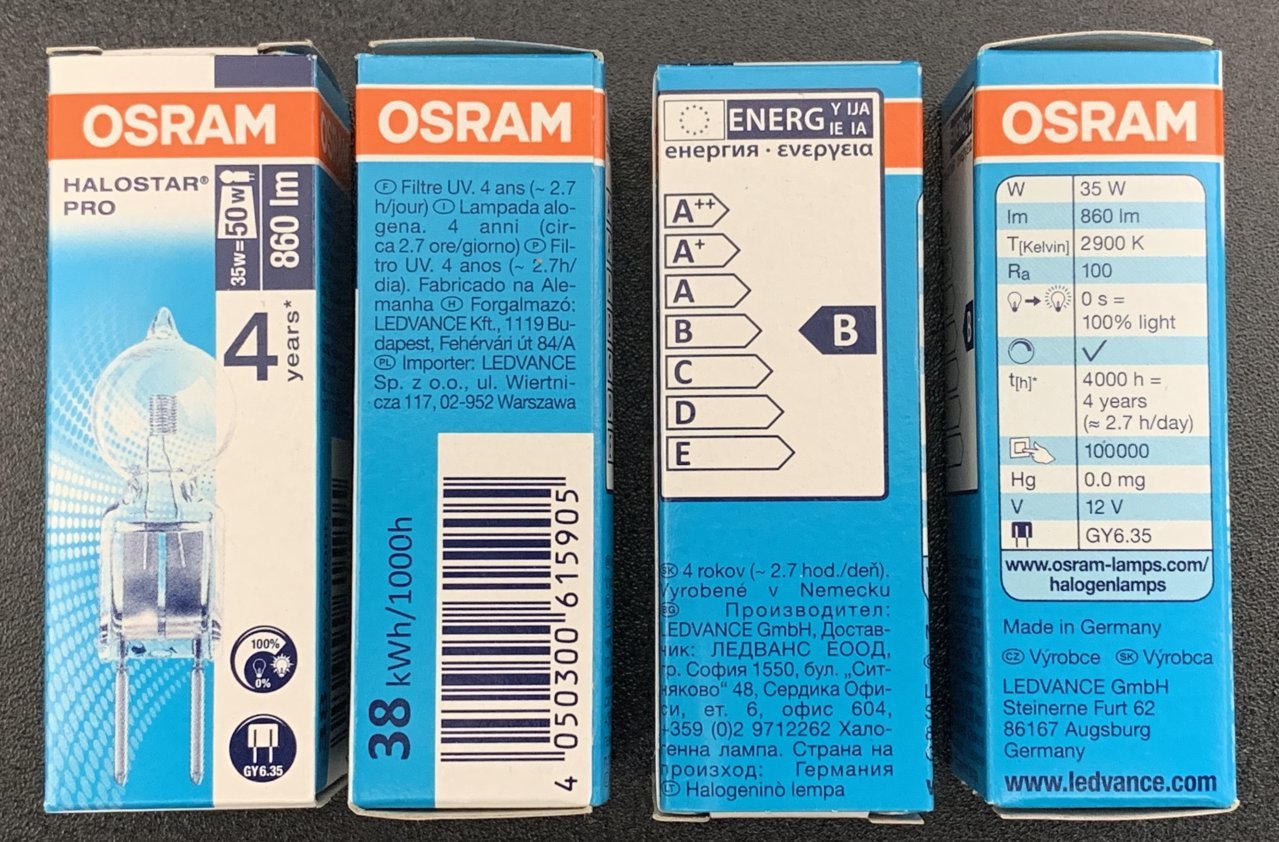 OSRAM
HALOSTAR®
PRO
35w=50w
860 lm
4
years*
100%
0%
GY6.35
OSRAM
Ⓕ Filtre UV. 4 ans (~ 2.7
h/jour) Ⓘ Lampada alo-
gena. 4 anni (cir-
ca 2.7 ore/giorno) Ⓟ Fil-
tro UV. 4 anos (~ 2.7h/
dia). Fabricado na Ale-
manha Ⓗ Forgalmazó:
LEDVANCE Kft., 1119 Bu-
dapest, Fehérvári út 84/A
PL Importer: LEDVANCE
Sp. z o.o., ul. Wiertni-
cza 117, 02-952 Warszawa
38 kWh/1000h
4 050300 615905
ENERG Y IJA
IE IA
енергия · ενεργεια
A++
A+
A
B
C
D
E
B
SK 4 rokov (~ 2.7 hod./deň).
Vyrobené v Nemecku
BG Производител:
LEDVANCE GmbH, Достав-
чик: ЛЕДВАНС ЕООД,
гр. София 1550, бул. „Сит-
няково“ 48, Сердика Офи-
си, ет. 6, офис 604,
+359 (0)2 9712262 Хало-
генна лампа. Страна на
произход: Германия
LT Halogeninò lempa
OSRAM
W 35 W
lm 860 lm
T[Kelvin] 2900 K
Ra 100
0 s =
100% light
t[h]* 4000 h =
4 years
(≈ 2.7 h/day)
100000
Hg 0.0 mg
V 12 V
GY6.35
www.osram-lamps.com/
halogenlamps
Made in Germany
CZ Výrobce SK Výrobca
LEDVANCE GmbH
Steinerne Furt 62
86167 Augsburg
Germany
www.ledvance.com